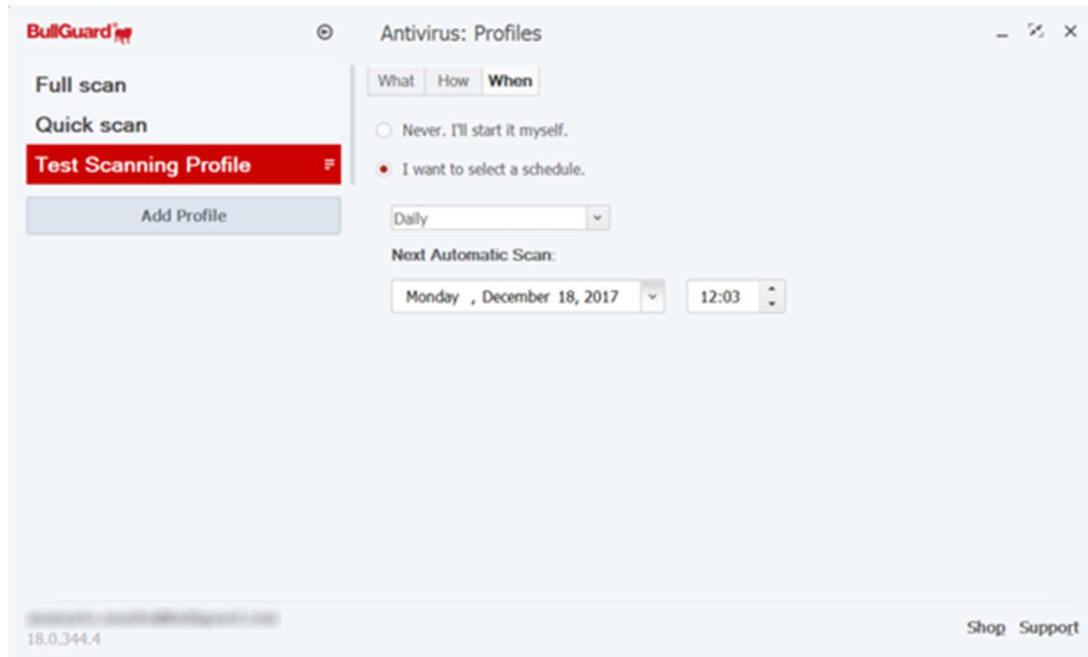 BullGuard
Antivirus: Profiles
Full scan
Quick scan
Test Scanning Profile
Add Profile
What How When
Never. I'll start it myself.
I want to select a schedule.
Daily
Next Automatic Scan:
Monday , December 18, 2017 12:03
18.0.344.4
Shop Support